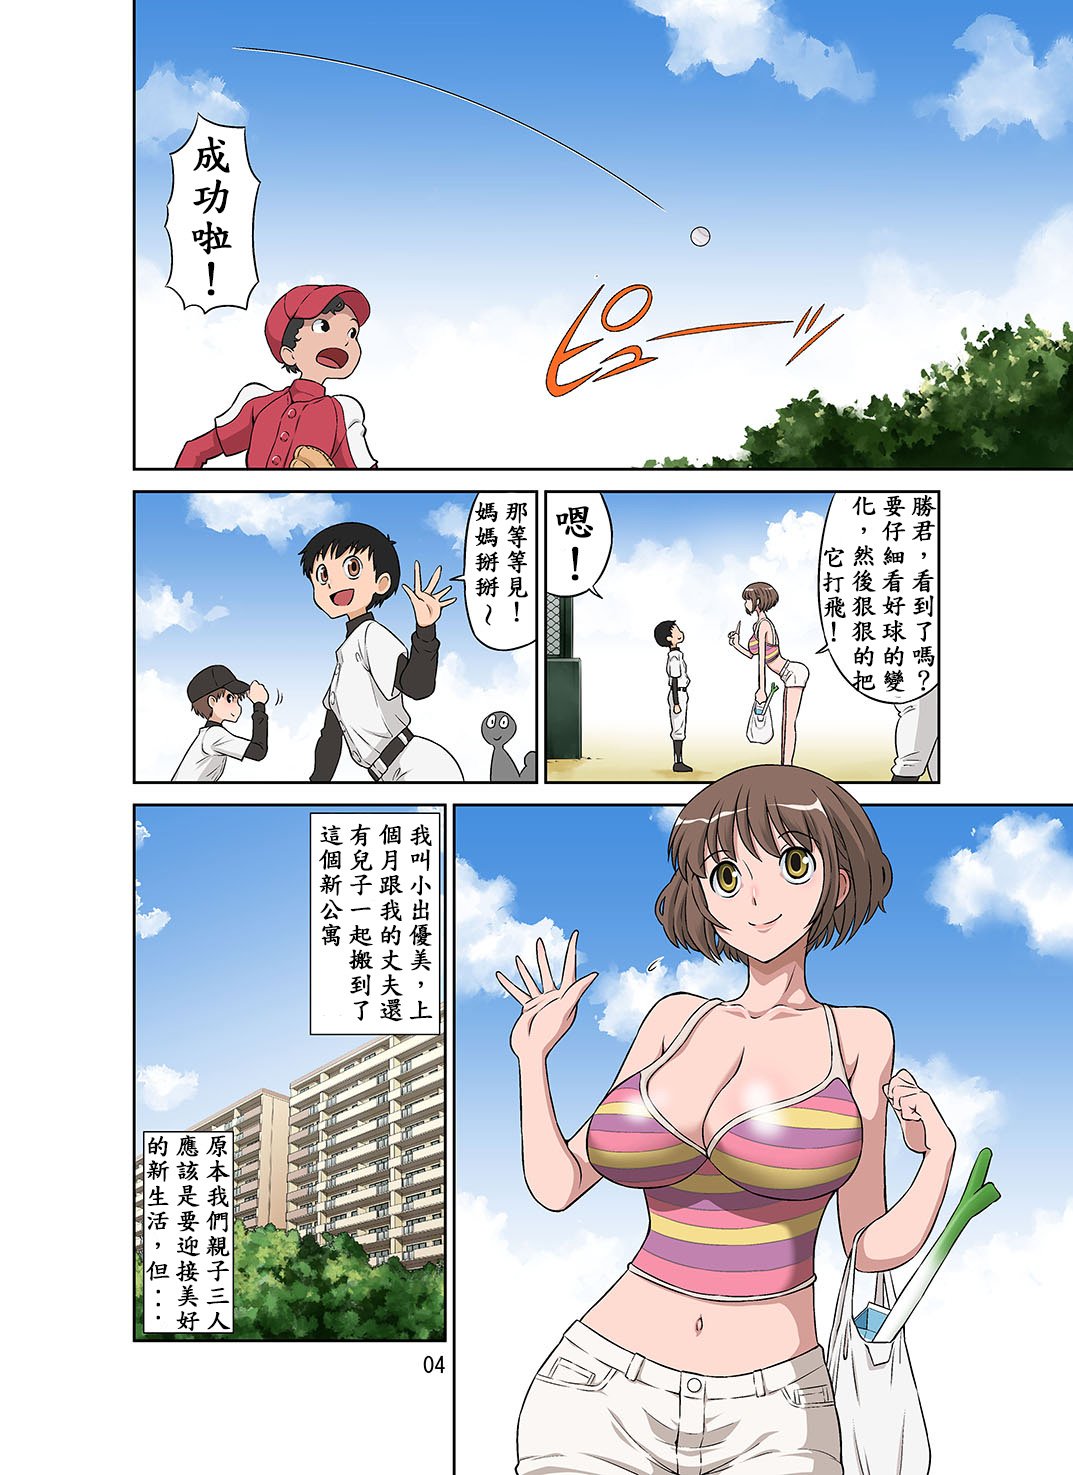 成功啦！
ピューッ
勝君，看到了嗎？
要仔細看好球的變
化，然後狠狠的把
它打飛！
嗯！
那等等見！
媽媽掰掰~
我叫小出優美，上
個月跟我的丈夫還
有兒子一起搬到了
這個新公寓
原本我們親子三人
應該是要迎接美好
的新生活，但...
04